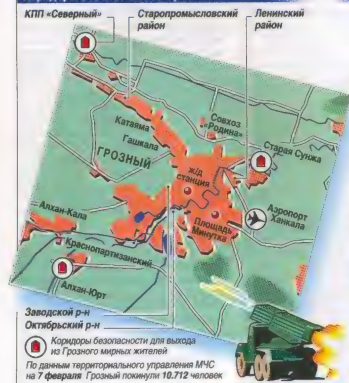 КПП «Северный»
Старопромысловский
район
Ленинский
район
Катаяма
Гашкала
ГРОЗНЫЙ
Совхоз
«Родина»
Старая Сунжа
ж/д
станция
Аэропорт
Ханкала
Площадь
Минутка
Алхан-Кала
Краснопартизанский
Алхан-Юрт
Заводской р-н
Октябрьский р-н
Коридоры безопасности для выхода
из Грозного мирных жителей
По данным территориального управления МЧС
на 7 февраля Грозный покинули 10.712 человек